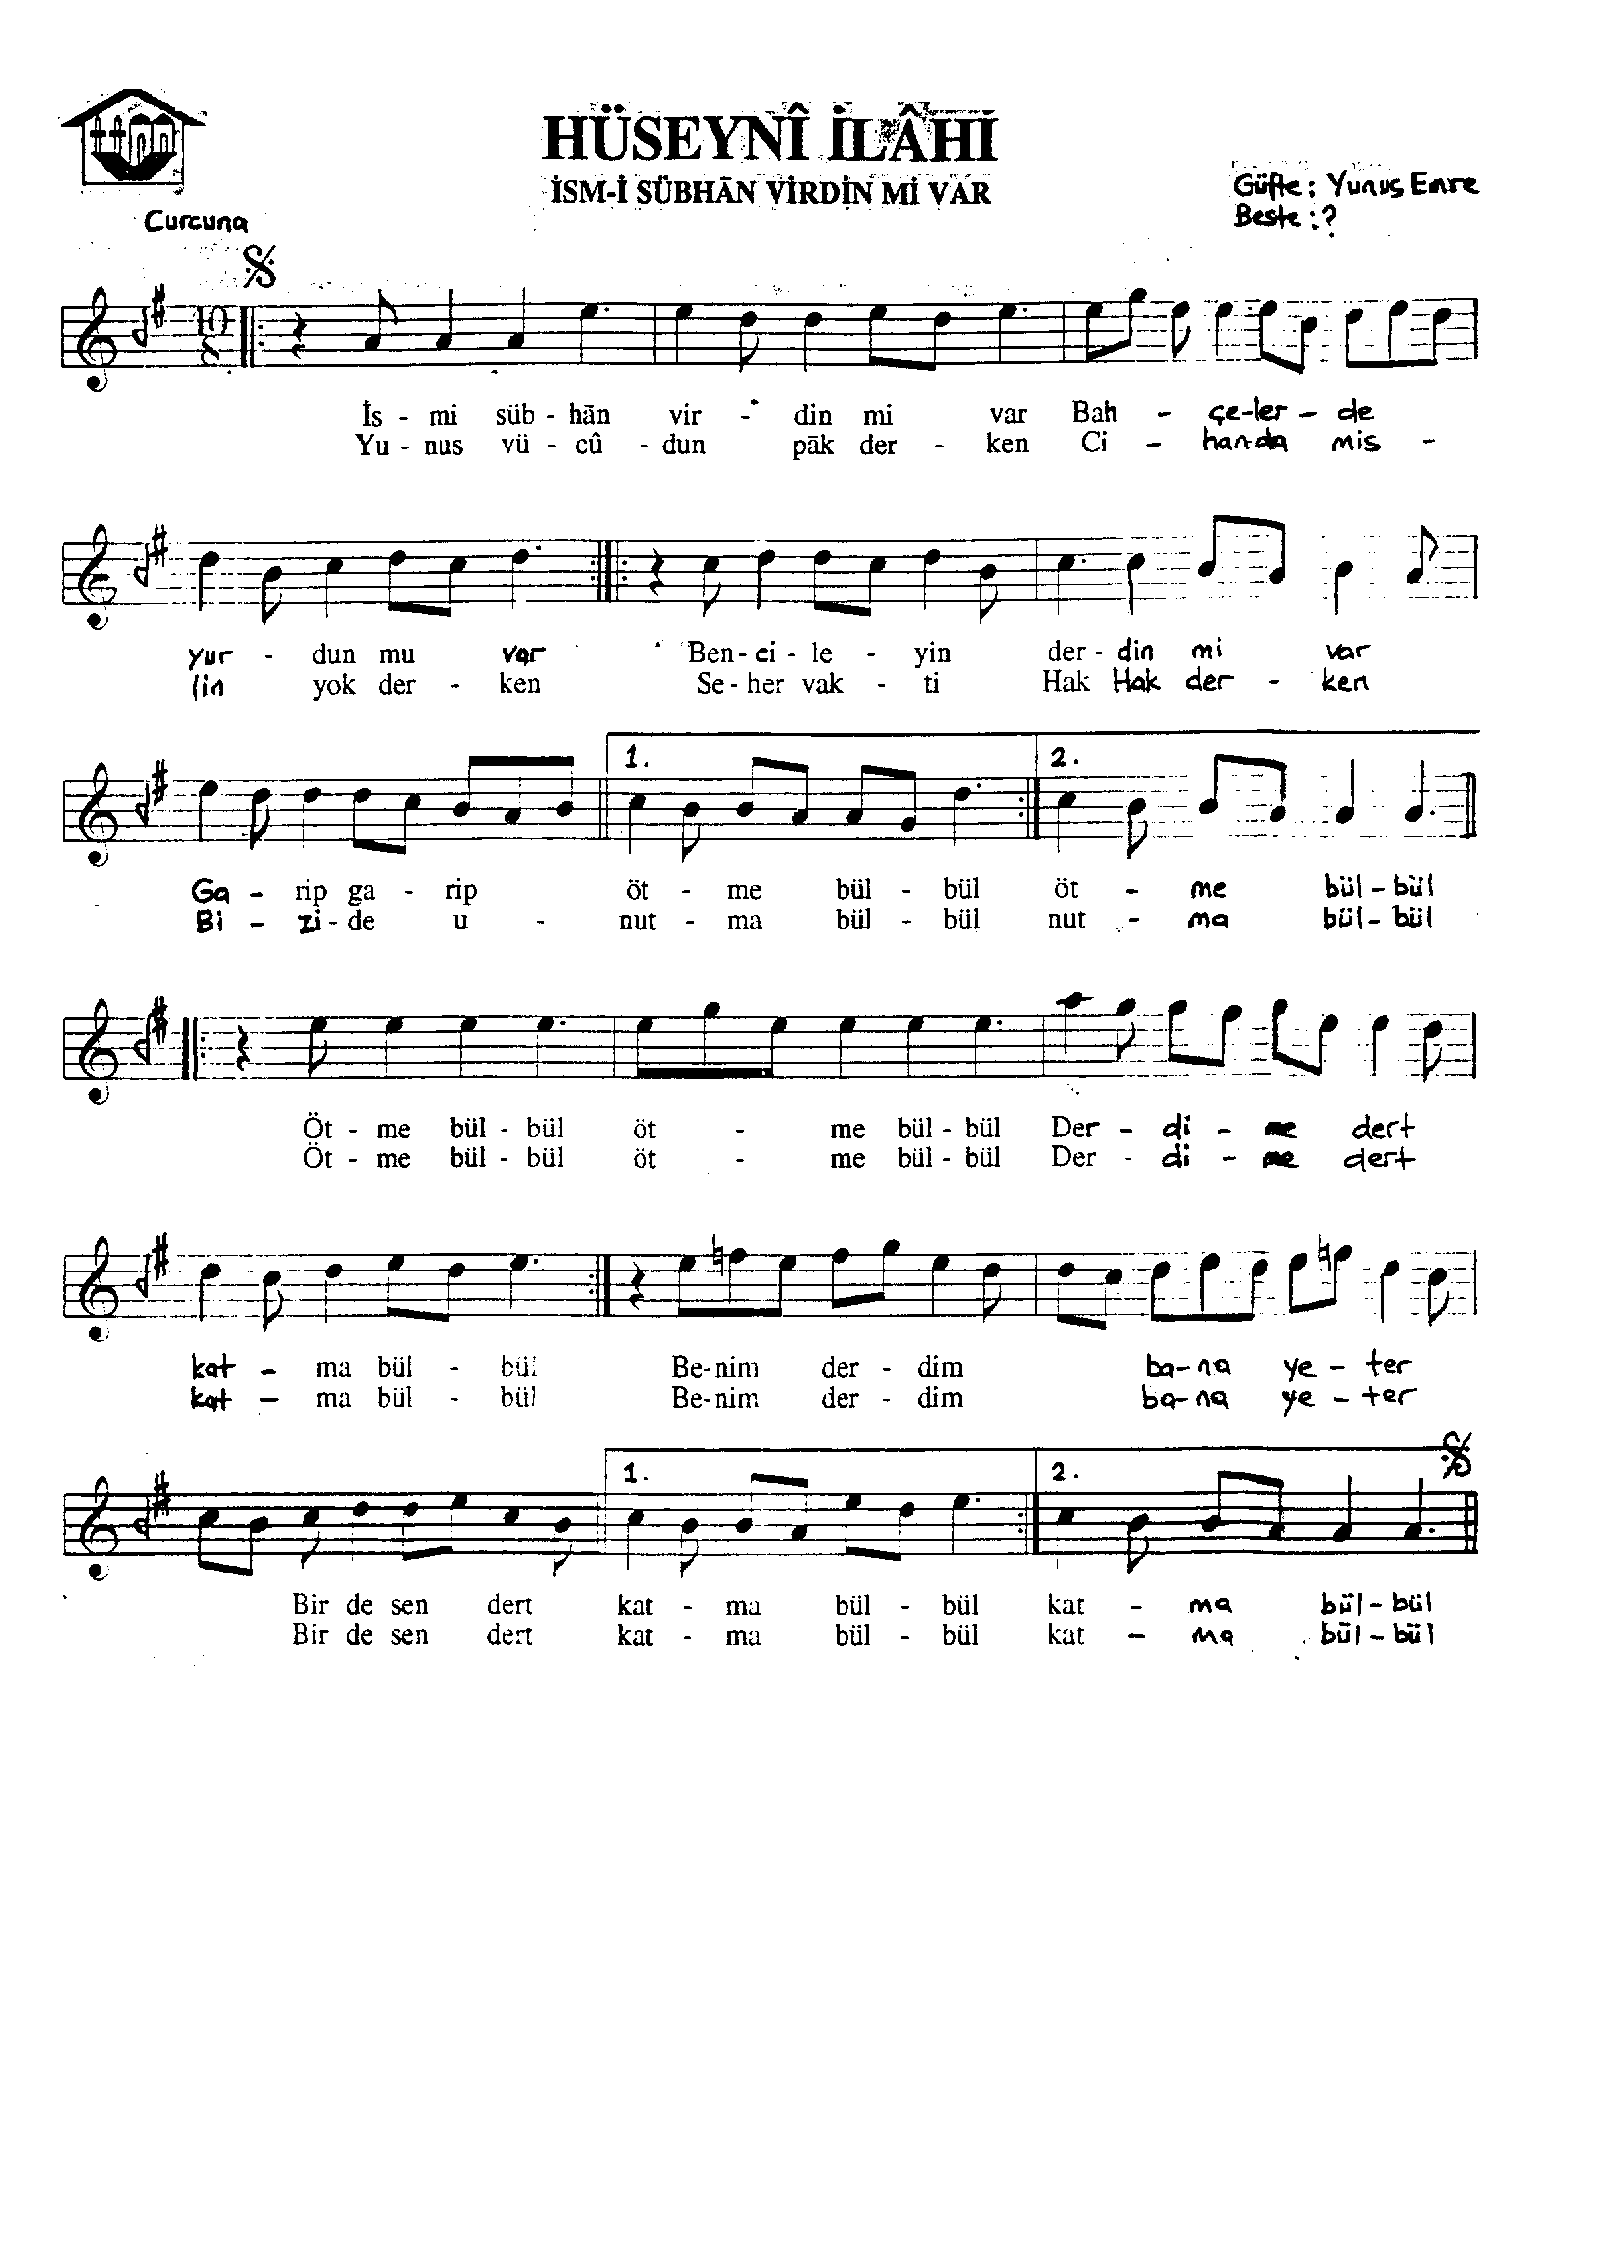 HÜSEYNÎ İLÂHİ
İSM-İ SÜBHĀN VİRDİN Mİ VAR
Güfte: Yunus Emre
Beste: ?
Curcuna
10
8
İs - mi süb - hān vir - din mi var Bah - çe-ler - de
Yu - nus vü - cû - dun pāk der - ken Ci - han-da mis -
yur - dun mu var Ben - ci - le - yin der - din mi var
lin yok der - ken Se - her vak - ti Hak Hak der - ken
1. 2.
Ga - rip ga - rip öt - me bül - bül öt - me bül - bül
Bi - zi - de u - nut - ma bül - bül nut - ma bül - bül
Öt - me bül - bül öt - me bül - bül Der - di - me dert
Öt - me bül - bül öt - me bül - bül Der - di - me dert
kat - ma bül - bül Be-nim der - dim ba-na ye - ter
kat - ma bül - bül Be-nim der - dim ba-na ye - ter
1. 2.
Bir de sen dert kat - ma bül - bül kat - ma bül - bül
Bir de sen dert kat - ma bül - bül kat - ma bül - bül